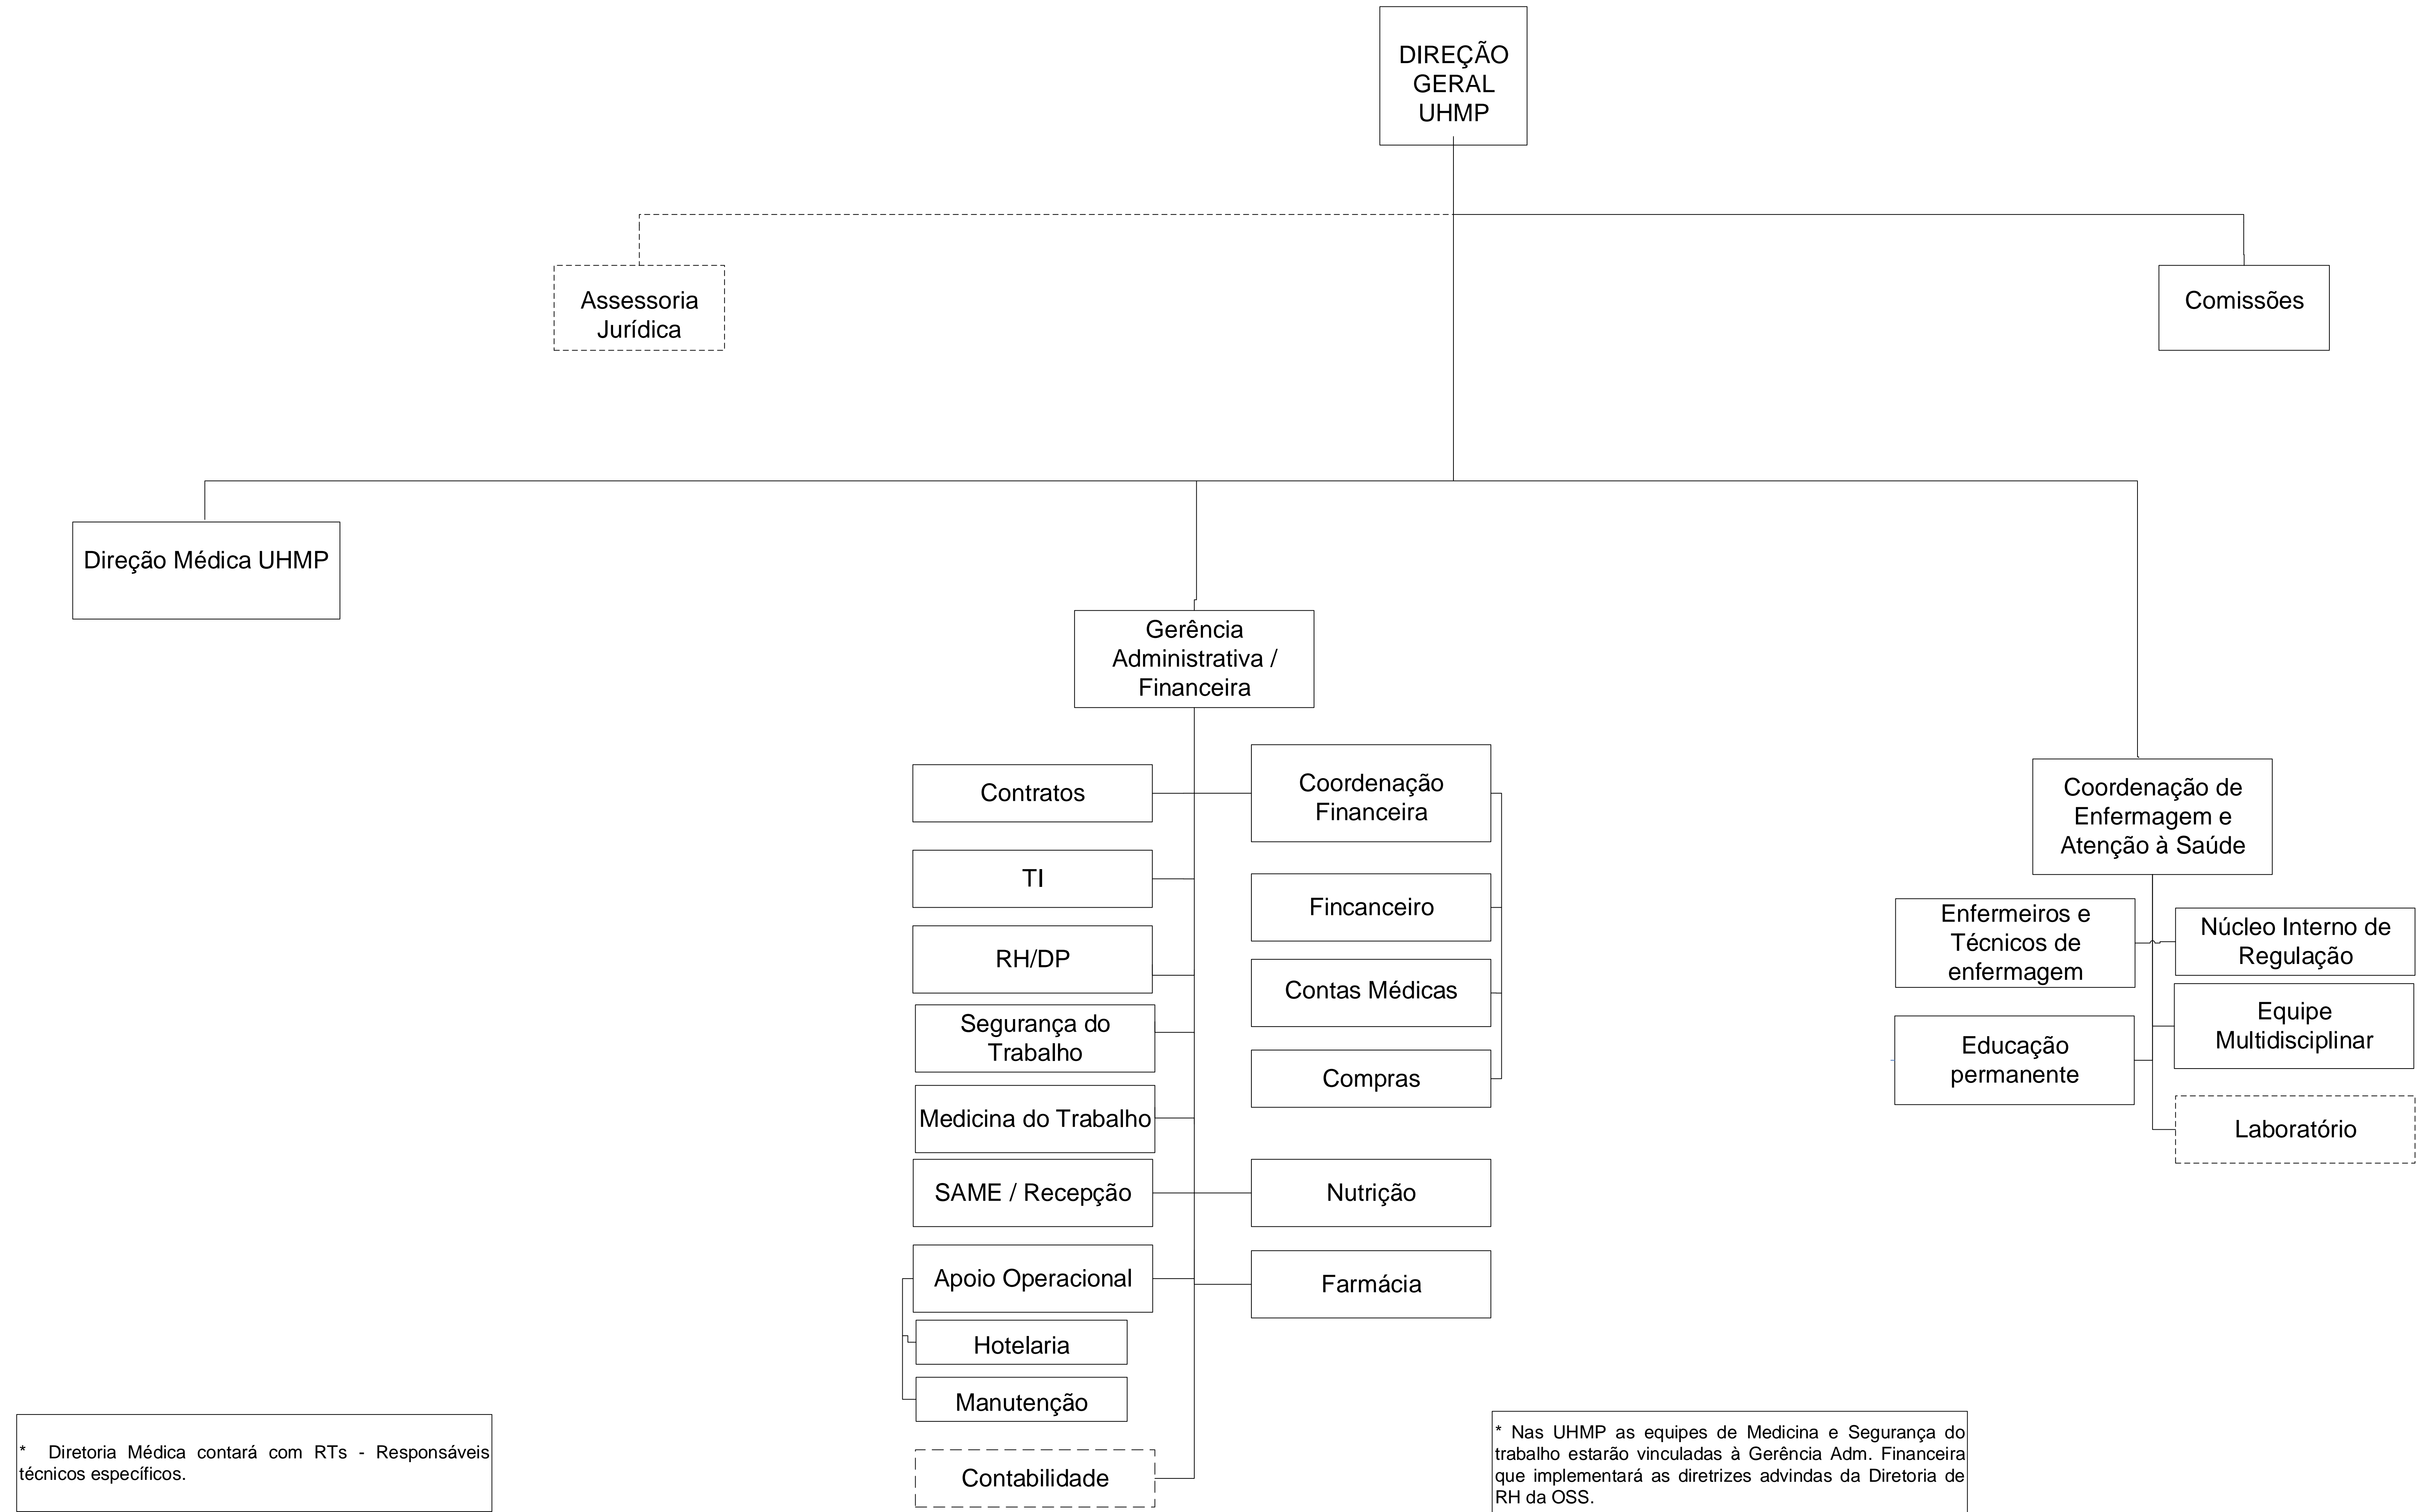 DIREÇÃO
GERAL
UHMP
Assessoria
Jurídica
Comissões
Direção Médica UHMP
Gerência
Administrativa /
Financeira
Contratos
TI
RH/DP
Segurança do
Trabalho
Medicina do Trabalho
SAME / Recepção
Apoio Operacional
Hotelaria
Manutenção
Contabilidade
Coordenação
Financeira
Fincanceiro
Contas Médicas
Compras
Nutrição
Farmácia
Coordenação de
Enfermagem e
Atenção à Saúde
Enfermeiros e
Técnicos de
enfermagem
Educação
permanente
Núcleo Interno de
Regulação
Equipe
Multidisciplinar
Laboratório
* Diretoria Médica contará com RTs - Responsáveis
técnicos específicos.
* Nas UHMP as equipes de Medicina e Segurança do
trabalho estarão vinculadas à Gerência Adm. Financeira
que implementará as diretrizes advindas da Diretoria de
RH da OSS.